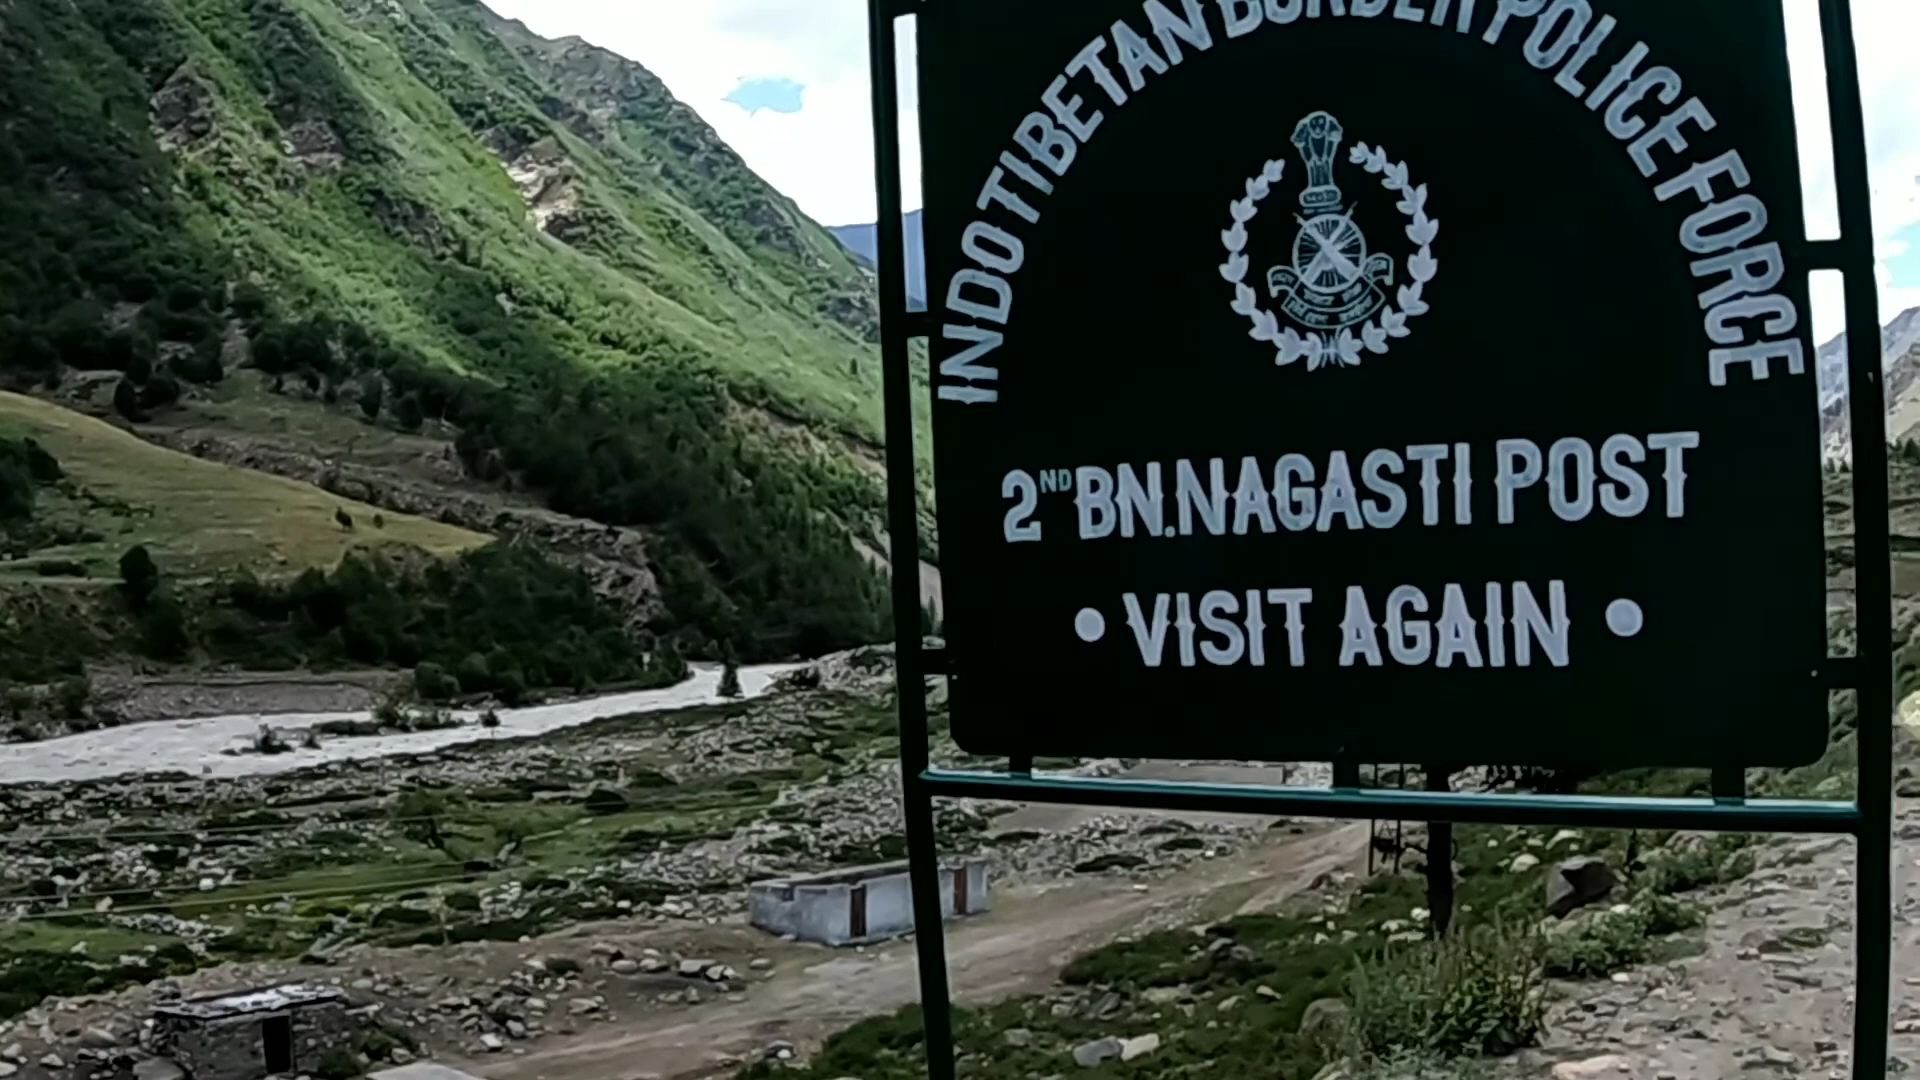 INDO TIBETAN BORDER POLICE FORCE
2ND BN.NAGASTI POST
• VISIT AGAIN •